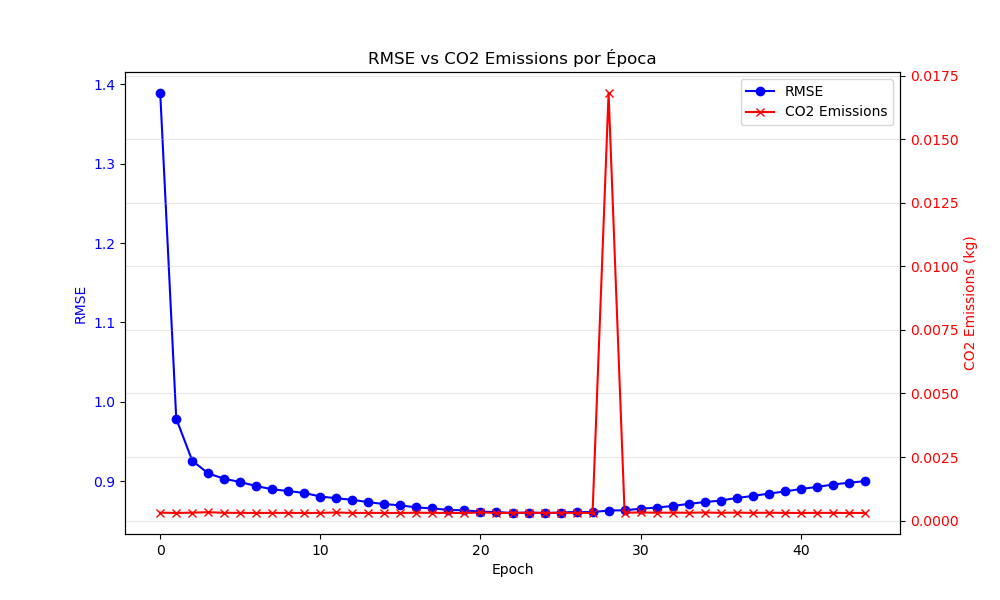 RMSE vs CO2 Emissions por Época
RMSE
CO2 Emissions
1.4
1.3
1.2
1.1
1.0
0.9
RMSE
0.0175
0.0150
0.0125
0.0100
0.0075
0.0050
0.0025
0.0000
CO2 Emissions (kg)
0 10 20 30 40
Epoch